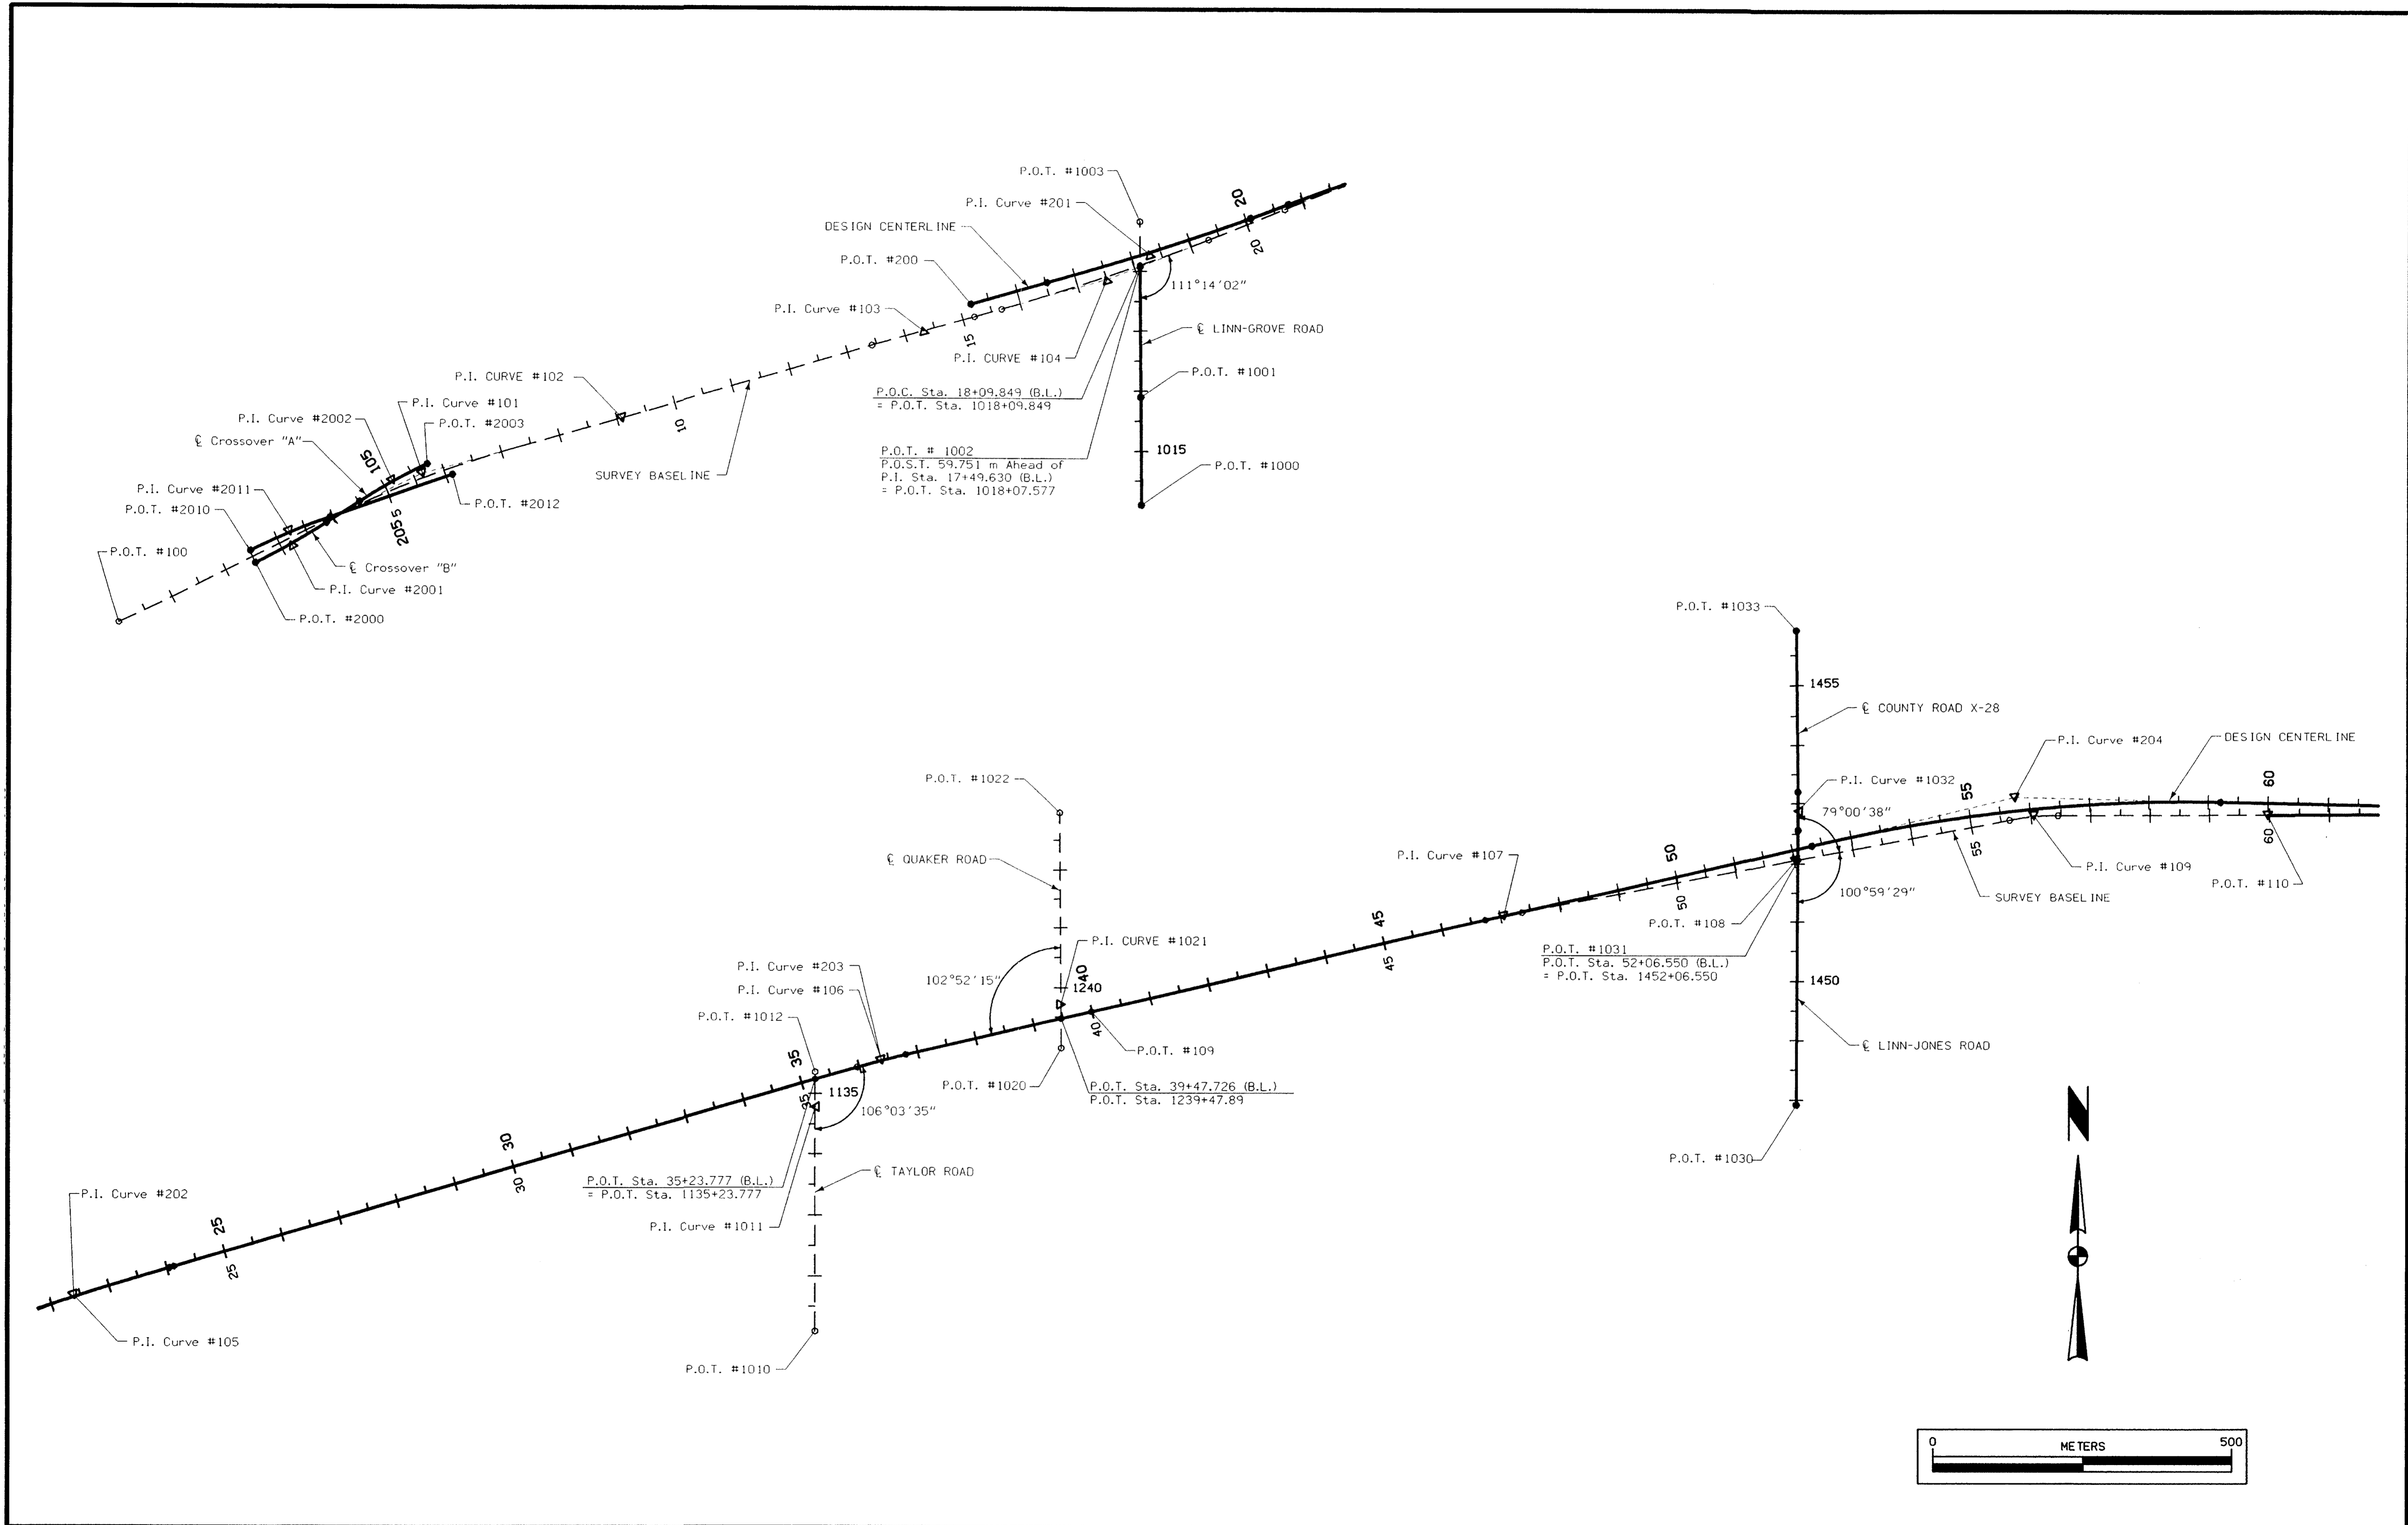 P.O.T. #1003
P.I. Curve #201
DESIGN CENTERLINE
P.O.T. #200
20
20
111°14'02"
P.I. Curve #103
15
℄ LINN-GROVE ROAD
P.I. CURVE #104
P.O.T. #1001
P.I. CURVE #102
P.O.C. Sta. 18+09.849 (B.L.)
= P.O.T. Sta. 1018+09.849
P.I. Curve #101
P.I. Curve #2002
P.O.T. #2003
10
℄ Crossover "A"
105
P.O.T. # 1002
P.O.S.T. 59.751 m Ahead of
P.I. Sta. 17+49.630 (B.L.)
= P.O.T. Sta. 1018+07.577
1015
P.O.T. #1000
SURVEY BASELINE
P.I. Curve #2011
P.O.T. #2010
P.O.T. #2012
5
205
P.O.T. #100
℄ Crossover "B"
P.I. Curve #2001
P.O.T. #2000
P.O.T. #1033
1455
℄ COUNTY ROAD X-28
P.I. Curve #204
DESIGN CENTERLINE
P.O.T. #1022
P.I. Curve #1032
60
79°00'38"
55
60
55
℄ QUAKER ROAD
P.I. Curve #107
50
P.I. Curve #109
P.O.T. #110
100°59'29"
SURVEY BASELINE
50
P.O.T. #108
45
P.I. CURVE #1021
P.O.T. #1031
P.O.T. Sta. 52+06.550 (B.L.)
= P.O.T. Sta. 1452+06.550
45
P.I. Curve #203
102°52'15"
40
1240
1450
P.I. Curve #106
P.O.T. #1012
40
P.O.T. #109
℄ LINN-JONES ROAD
35
P.O.T. #1020
P.O.T. Sta. 39+47.726 (B.L.)
P.O.T. Sta. 1239+47.89
1135
35
106°03'35"
N
30
P.O.T. #1030
℄ TAYLOR ROAD
30
P.O.T. Sta. 35+23.777 (B.L.)
= P.O.T. Sta. 1135+23.777
P.I. Curve #202
25
P.I. Curve #1011
25
P.I. Curve #105
P.O.T. #1010
0 METERS 500